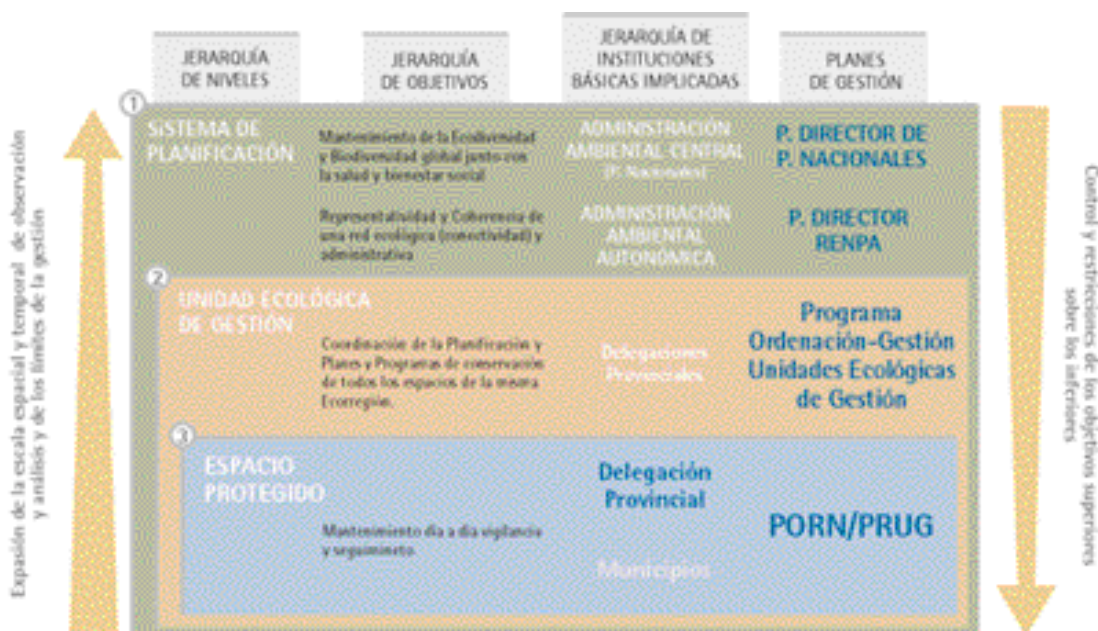 JERARQUÍA
DE NIVELES
JERARQUÍA
DE OBJETIVOS
JERARQUÍA DE
INSTITUCIONES
BÁSICAS IMPLICADAS
PLANES
DE GESTIÓN
1
SISTEMA DE
PLANIFICACIÓN
Mantenimiento de la Ecodiversidad
y Biodiversidad global junto con
la salud y bienestar social
ADMINISTRACIÓN
AMBIENTAL CENTRAL
(P. Nacionales)
P. DIRECTOR DE
P. NACIONALES
Representatividad y Coherencia de
una red ecológica (conectividad) y
administrativa
ADMINISTRACIÓN
AMBIENTAL
AUTONÓMICA
P. DIRECTOR
RENPA
2
UNIDAD ECOLÓGICA
DE GESTIÓN
Coordinación de la Planificación y
Planes y Programas de conservación
de todos los espacios de la misma
Ecorregión.
Delegaciones
Provinciales
Programa
Ordenación-Gestión
Unidades Ecológicas
de Gestión
3
ESPACIO
PROTEGIDO
Mantenimiento día a día vigilancia
y seguimineto
Delegación
Provincial
Municipios
PORN/PRUG
Expasión de la escala espacial y temporal de observación
y análisis y de los límites de la gestión
Control y restricciones de los objetivos superiores
sobre los inferiores